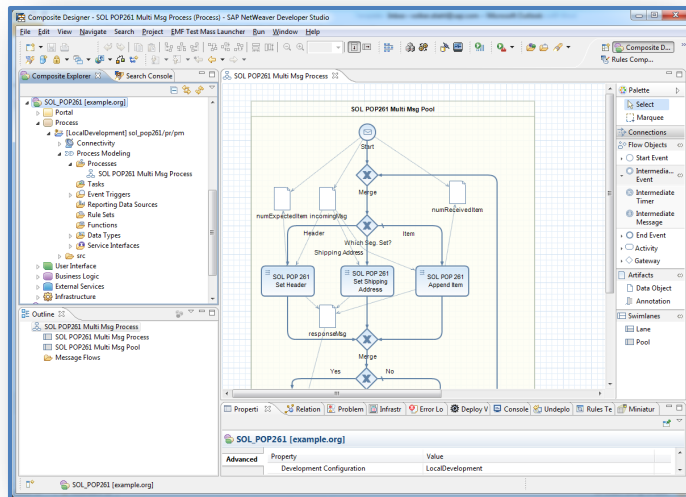 Composite Designer - SOL POP261 Multi Msg Process (Process) - SAP NetWeaver Developer Studio
File Edit View Navigate Search Project EMF Test Mass Launcher Run Window Help
Composite D...
Rules Comp...
Composite Explorer
Search Console
SOL_POP261 [example.org]
Portal
Process
[LocalDevelopment] sol_pop261/pr/pm
Connectivity
Process Modeling
Processes
SOL POP261 Multi Msg Process
Tasks
Event Triggers
Reporting Data Sources
Rule Sets
Functions
Data Types
Service Interfaces
src
User Interface
Business Logic
External Services
Infrastructure
Outline
SOL POP261 Multi Msg Process
SOL POP261 Multi Msg Process
SOL POP261 Multi Msg Pool
Message Flows
SOL POP261 Multi Msg Process
SOL POP261 Multi Msg Pool
Start
Merge
numExpectedItem
incomingMsg
numReceivedItem
Header
Which Seg. Set?
Item
Shipping Address
SOL POP 261
Set Header
SOL POP 261
Set Shipping
Address
SOL POP 261
Append Item
responseMsg
Merge
Yes
No
Palette
Select
Marquee
Connections
Flow Objects
Start Event
Intermedia...
Event
Intermediate
Timer
Intermediate
Message
End Event
Activity
Gateway
Artifacts
Data Object
Annotation
Swimlanes
Lane
Pool
Properti
Relation
Problem
Infrastr
Error Lo
Deploy V
Console
Undeplo
Rules Te
Miniatur
SOL_POP261 [example.org]
Advanced
Property
Value
Development Configuration
LocalDevelopment
SOL_POP261 [example.org]